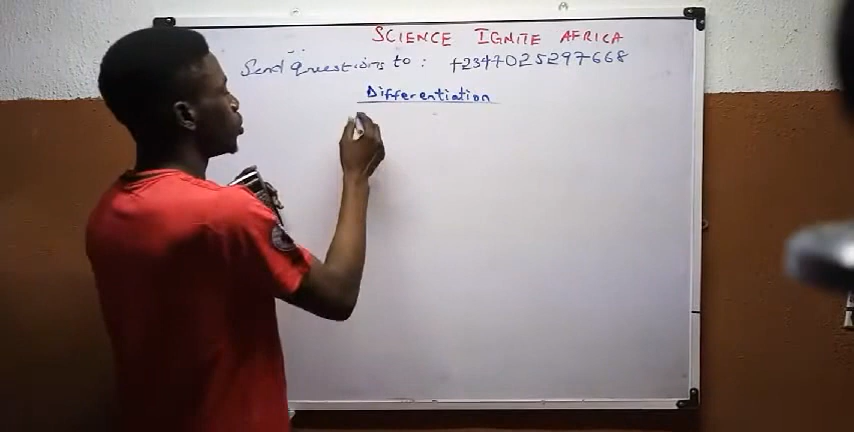 SCIENCE IGNITE AFRICA
Send Questions to : +2347025297668
Differentiation